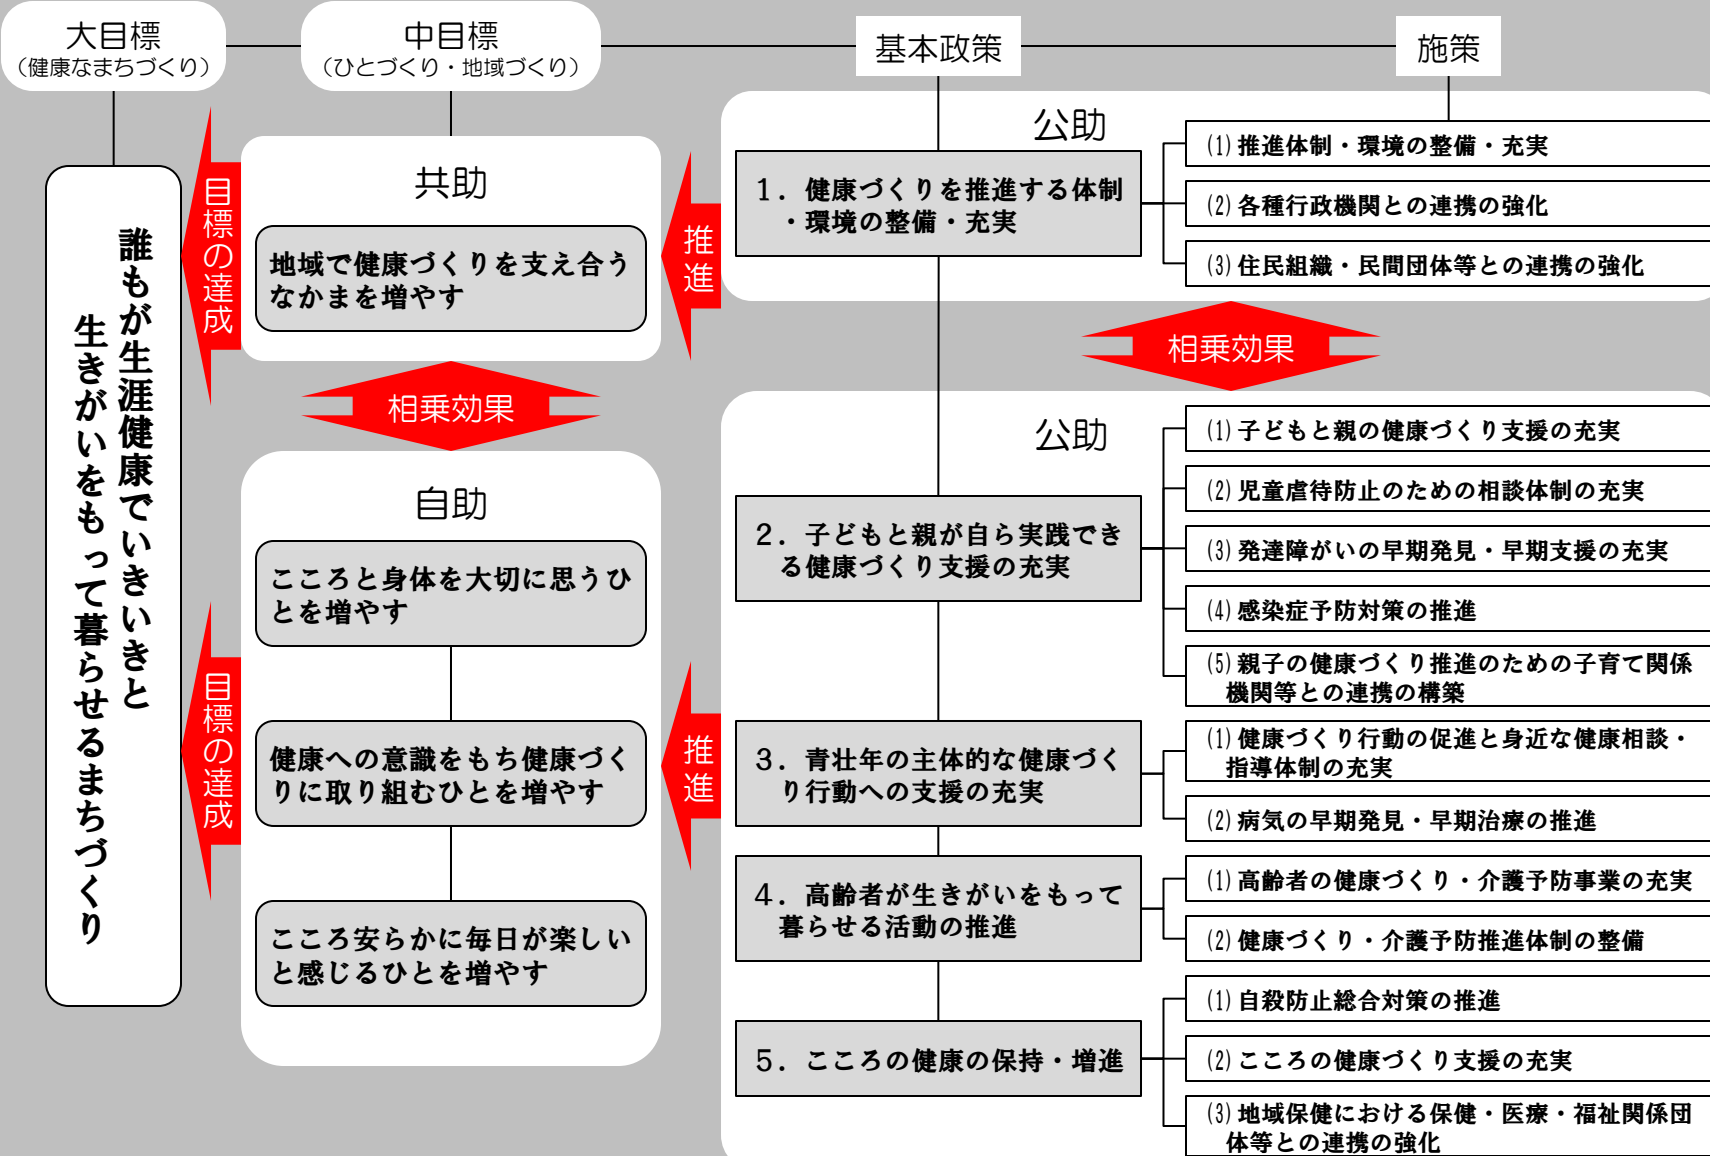 大目標
（健康なまちづくり）
中目標
（ひとづくり・地域づくり）
基本政策
施策
誰もが生涯健康でいきいきと
生きがいをもって暮らせるまちづくり
目標の達成
共助
地域で健康づくりを支え合う
なかまを増やす
推進
公助
1．健康づくりを推進する体制
・環境の整備・充実
(1)推進体制・環境の整備・充実
(2)各種行政機関との連携の強化
(3)住民組織・民間団体等との連携の強化
相乗効果
相乗効果
目標の達成
自助
こころと身体を大切に思うひ
とを増やす
健康への意識をもち健康づく
りに取り組むひとを増やす
こころ安らかに毎日が楽しい
と感じるひとを増やす
推進
公助
2．子どもと親が自ら実践でき
る健康づくり支援の充実
(1)子どもと親の健康づくり支援の充実
(2)児童虐待防止のための相談体制の充実
(3)発達障がいの早期発見・早期支援の充実
(4)感染症予防対策の推進
(5)親子の健康づくり推進のための子育て関係
機関等との連携の構築
3．青壮年の主体的な健康づく
り行動への支援の充実
(1)健康づくり行動の促進と身近な健康相談・
指導体制の充実
(2)病気の早期発見・早期治療の推進
4．高齢者が生きがいをもって
暮らせる活動の推進
(1)高齢者の健康づくり・介護予防事業の充実
(2)健康づくり・介護予防推進体制の整備
5．こころの健康の保持・増進
(1)自殺防止総合対策の推進
(2)こころの健康づくり支援の充実
(3)地域保健における保健・医療・福祉関係団
体等との連携の強化